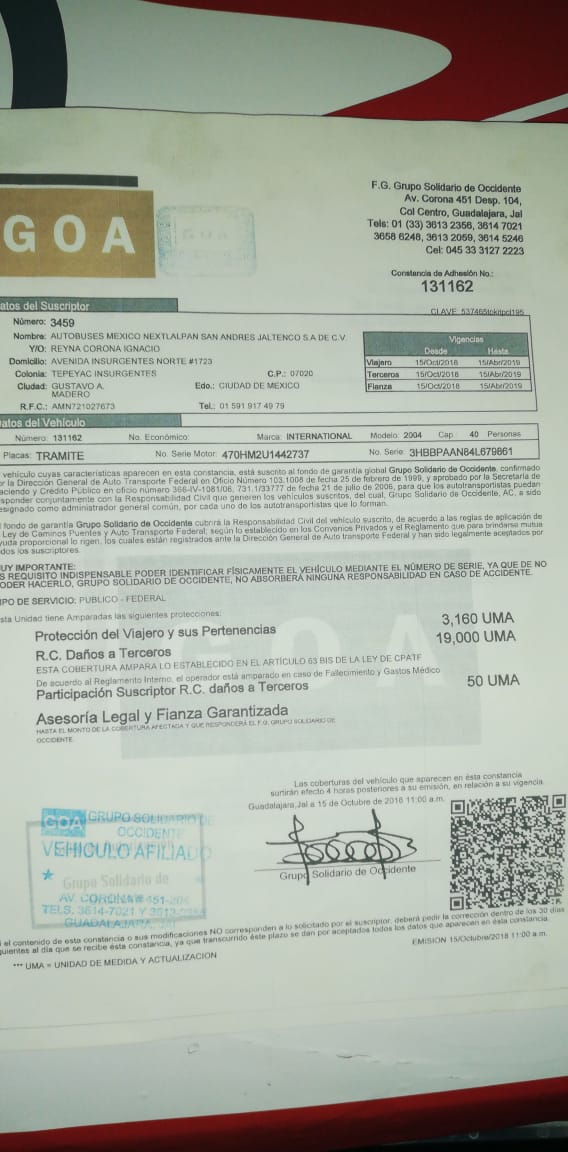 GOA
F.G. Grupo Solidario de Occidente
Av. Corona 451 Desp. 104,
Col Centro, Guadalajara, Jal
Tels: 01 (33) 3613 2356, 3614 7021
3658 6248, 3613 2059, 3614 5246
Cel: 045 33 3127 2223
Constancia de Adhesión No.:
131162
atos del Suscriptor
Número: 3459
Nombre: AUTOBUSES MEXICO NEXTLALPAN SAN ANDRES JALTENCO S A DE C.V.
Y/O: REYNA CORONA IGNACIO
Domicilio: AVENIDA INSURGENTES NORTE #1723
Colonia: TEPEYAC INSURGENTES C.P.: 07020
Ciudad: GUSTAVO A. MADERO Edo.: CIUDAD DE MEXICO
R.F.C.: AMN721027673 Tel.: 01 591 917 49 79
Vigencias
Desde Hasta
Viajero 15/Oct/2018 15/Abr/2019
Terceros 15/Oct/2018 15/Abr/2019
Fianza 15/Oct/2018 15/Abr/2019
atos del Vehículo
Número: 131162 No. Económico: Marca: INTERNATIONAL Modelo: 2004 Cap: 40 Personas
Placas: TRAMITE No. Serie Motor: 470HM2U1442737 No. Serie 3HBBPAAN84L679861
vehículo cuyas características aparecen en esta constancia, está suscrito al fondo de garantía global Grupo Solidario de Occidente, confirmado
or la Dirección General de Auto Transporte Federal en Oficio Número 103.1008 de fecha 25 de febrero de 1999, y aprobado por la Secretaría de
aciendo y Crédito Público en oficio número 366-IV-1081/06, 731.1/33777 de fecha 21 de julio de 2006, para que los autotransportistas puedan
esponder conjuntamente con la Responsabilidad Civil que generen los vehículos suscritos, del cual, Grupo Solidario de Occidente, AC. a sido
esignado como administrador general común, por cada uno de los autotransportistas que lo forman.
l fondo de garantía Grupo Solidario de Occidente cubrirá la Responsabilidad Civil del vehículo suscrito, de acuerdo a las reglas de aplicación de
Ley de Caminos Puentes y Auto Transporte Federal; según lo establecido en los Convenios Privados y el Reglamento que para brindarse mutua
yuda proporcional lo rigen, los cuales están registrados ante la Dirección General de Auto transporte Federal y han sido legalmente aceptados por
dos los suscriptores.
UY IMPORTANTE:
S REQUISITO INDISPENSABLE PODER IDENTIFICAR FÍSICAMENTE EL VEHÍCULO MEDIANTE EL NÚMERO DE SERIE, YA QUE DE NO
ODER HACERLO, GRUPO SOLIDARIO DE OCCIDENTE, NO ABSORBERÁ NINGUNA RESPONSABILIDAD EN CASO DE ACCIDENTE.
IPO DE SERVICIO: PUBLICO - FEDERAL
sta Unidad tiene Amparadas las siguientes protecciones:
Protección del Viajero y sus Pertenencias 3,160 UMA
R.C. Daños a Terceros 19,000 UMA
ESTA COBERTURA AMPARA LO ESTABLECIDO EN EL ARTÍCULO 63 BIS DE LA LEY DE CPATF
De acuerdo al Reglamento Interno, el operador está amparado en caso de Fallecimiento y Gastos Médico
Participación Suscriptor R.C. daños a Terceros 50 UMA
Asesoría Legal y Fianza Garantizada
HASTA EL MONTO DE LA COBERTURA AFECTADA Y QUE RESPONDERÁ EL F.G. GRUPO SOLIDARIO DE
OCCIDENTE.
Las coberturas del vehículo que aparecen en ésta constancia
surtirán efecto 4 horas posteriores a su emisión, en relación a su vigencia.
Guadalajara, Jal a 15 de Octubre de 2018 11:00 a.m.
Grupo Solidario de Occidente
GOA GRUPO SOLIDARIO DE
OCCIDENTE
VEHICULO AFILIADO
Grupo Solidario de
AV. CORONA # 451
TELS. 3614-7021 Y
GUADALAJARA, JAL
i el contenido de esta constancia o sus modificaciones NO corresponden a lo solicitado por el suscriptor, deberá pedir la corrección dentro de los 30 días
guientes al día que se recibe ésta constancia, ya que transcurrido éste plazo se dan por aceptados todos los datos que aparecen en ésta constancia.
EMISION 15/Octubre/2018 11:00 a.m.
*** UMA = UNIDAD DE MEDIDA Y ACTUALIZACION